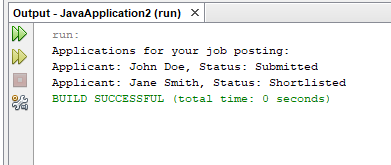 Output - JavaApplication2 (run)
run:
Applications for your job posting:
Applicant: John Doe, Status: Submitted
Applicant: Jane Smith, Status: Shortlisted
BUILD SUCCESSFUL (total time: 0 seconds)